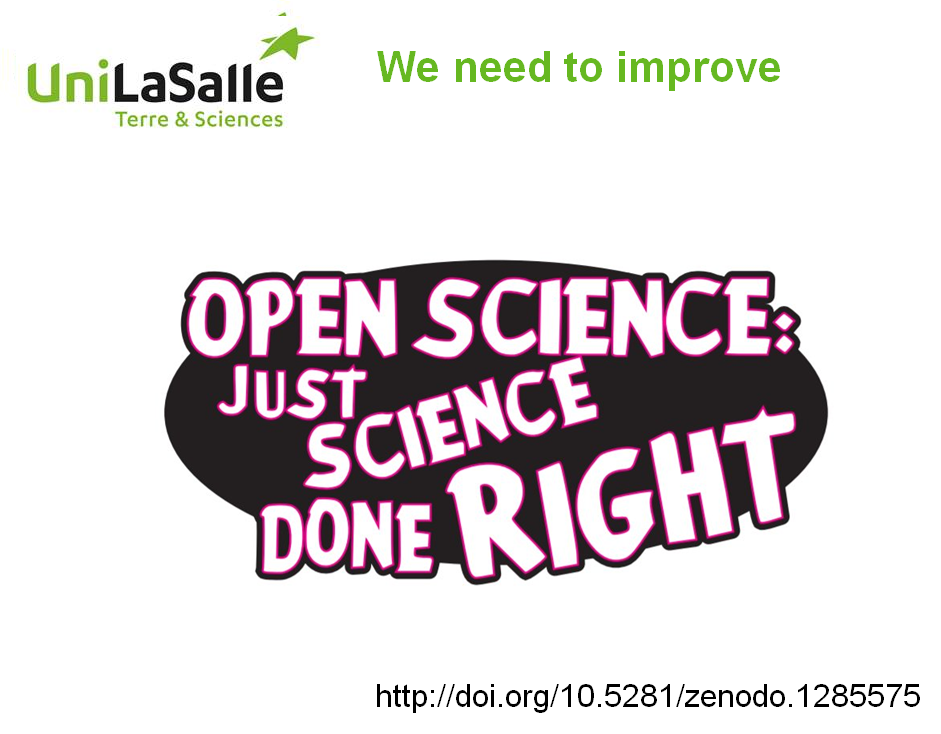 UniLaSalle
Terre & Sciences
We need to improve
OPEN SCIENCE:
JUST
SCIENCE
DONE RIGHT
http://doi.org/10.5281/zenodo.1285575